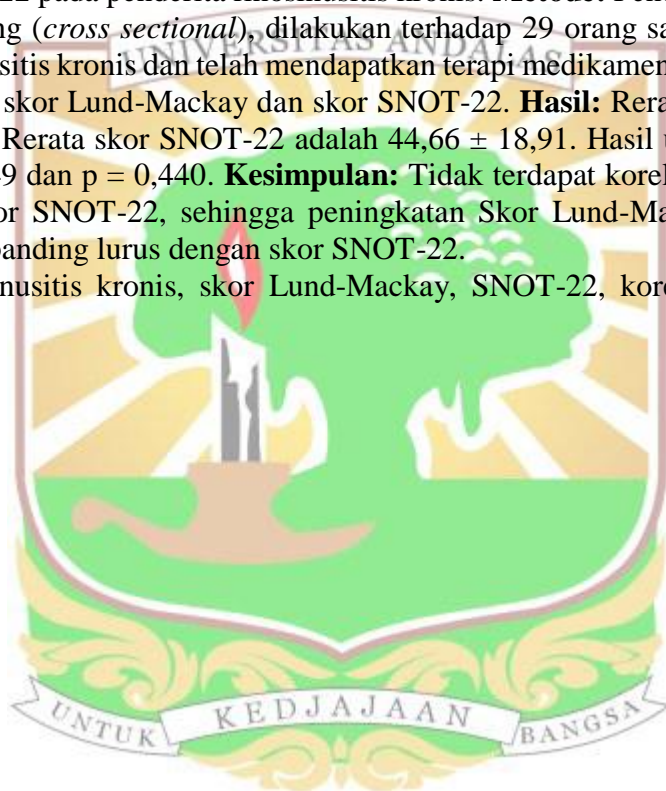 22 pada penderita rinosinusitis kronis. Metode: Pen
ng (cross sectional), dilakukan terhadap 29 orang sa
UNIVERSITAS ANDALAS
sitis kronis dan telah mendapatkan terapi medikamen
skor Lund-Mackay dan skor SNOT-22. Hasil: Rera
Rerata skor SNOT-22 adalah 44,66 ± 18,91. Hasil u
9 dan p = 0,440. Kesimpulan: Tidak terdapat korel
or SNOT-22, sehingga peningkatan Skor Lund-Ma
banding lurus dengan skor SNOT-22.
nusitis kronis, skor Lund-Mackay, SNOT-22, kore
UNTUK KEDJAJAAN BANGSA